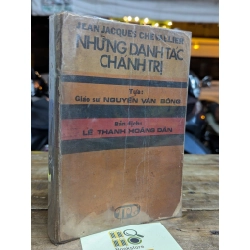 JEAN JACQUES CHEVALLIER
NHỮNG DANH TÁC
CHÁNH TRỊ
Tựa:
Giáo sư NGUYỄN VĂN BÔNG
Bản dịch:
LÊ THANH HOÀNG DÂN